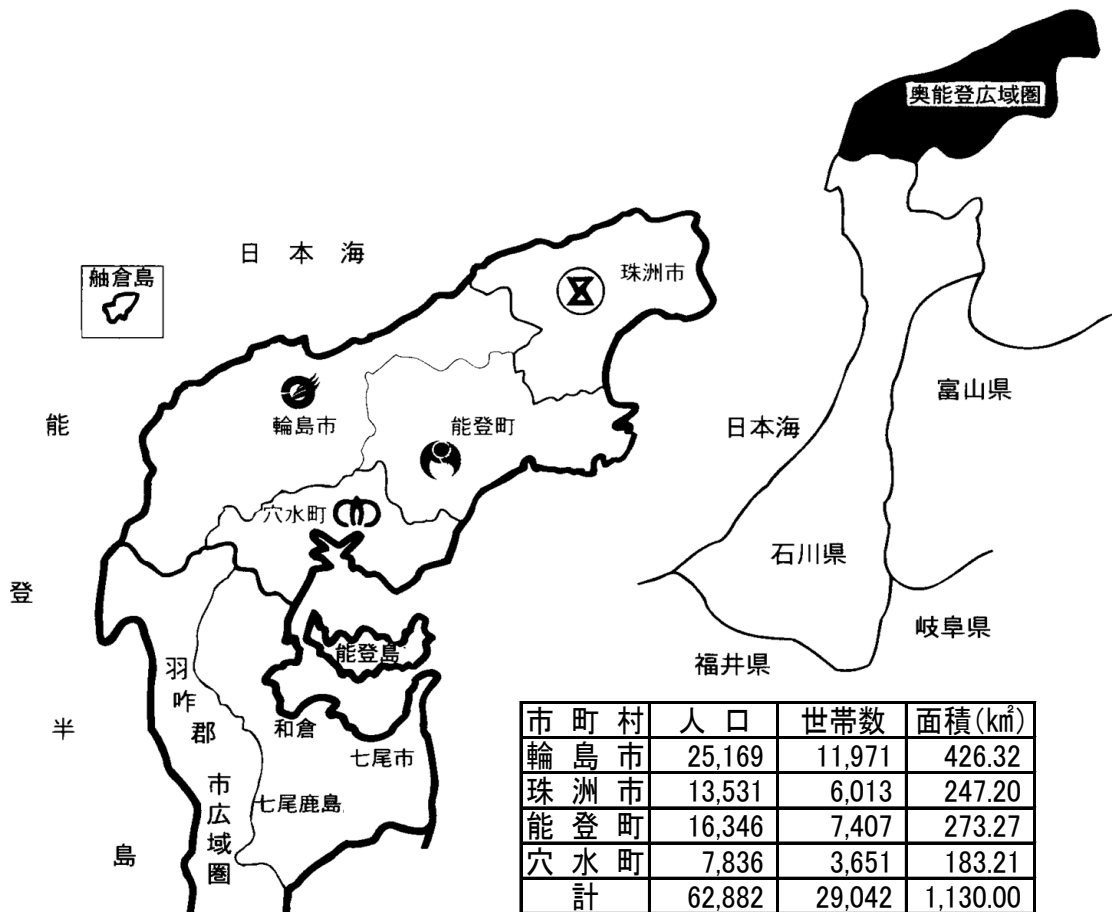 奥能登広域圏
日本海
舳倉島
珠洲市
輪島市
能登町
穴水町
能登半島
能登島
羽咋郡市広域圏
和倉
七尾市
七尾鹿島
日本海
富山県
石川県
岐阜県
福井県
市町村 人口 世帯数 面積(㎢)
輪島市 25,169 11,971 426.32
珠洲市 13,531 6,013 247.20
能登町 16,346 7,407 273.27
穴水町 7,836 3,651 183.21
計 62,882 29,042 1,130.00